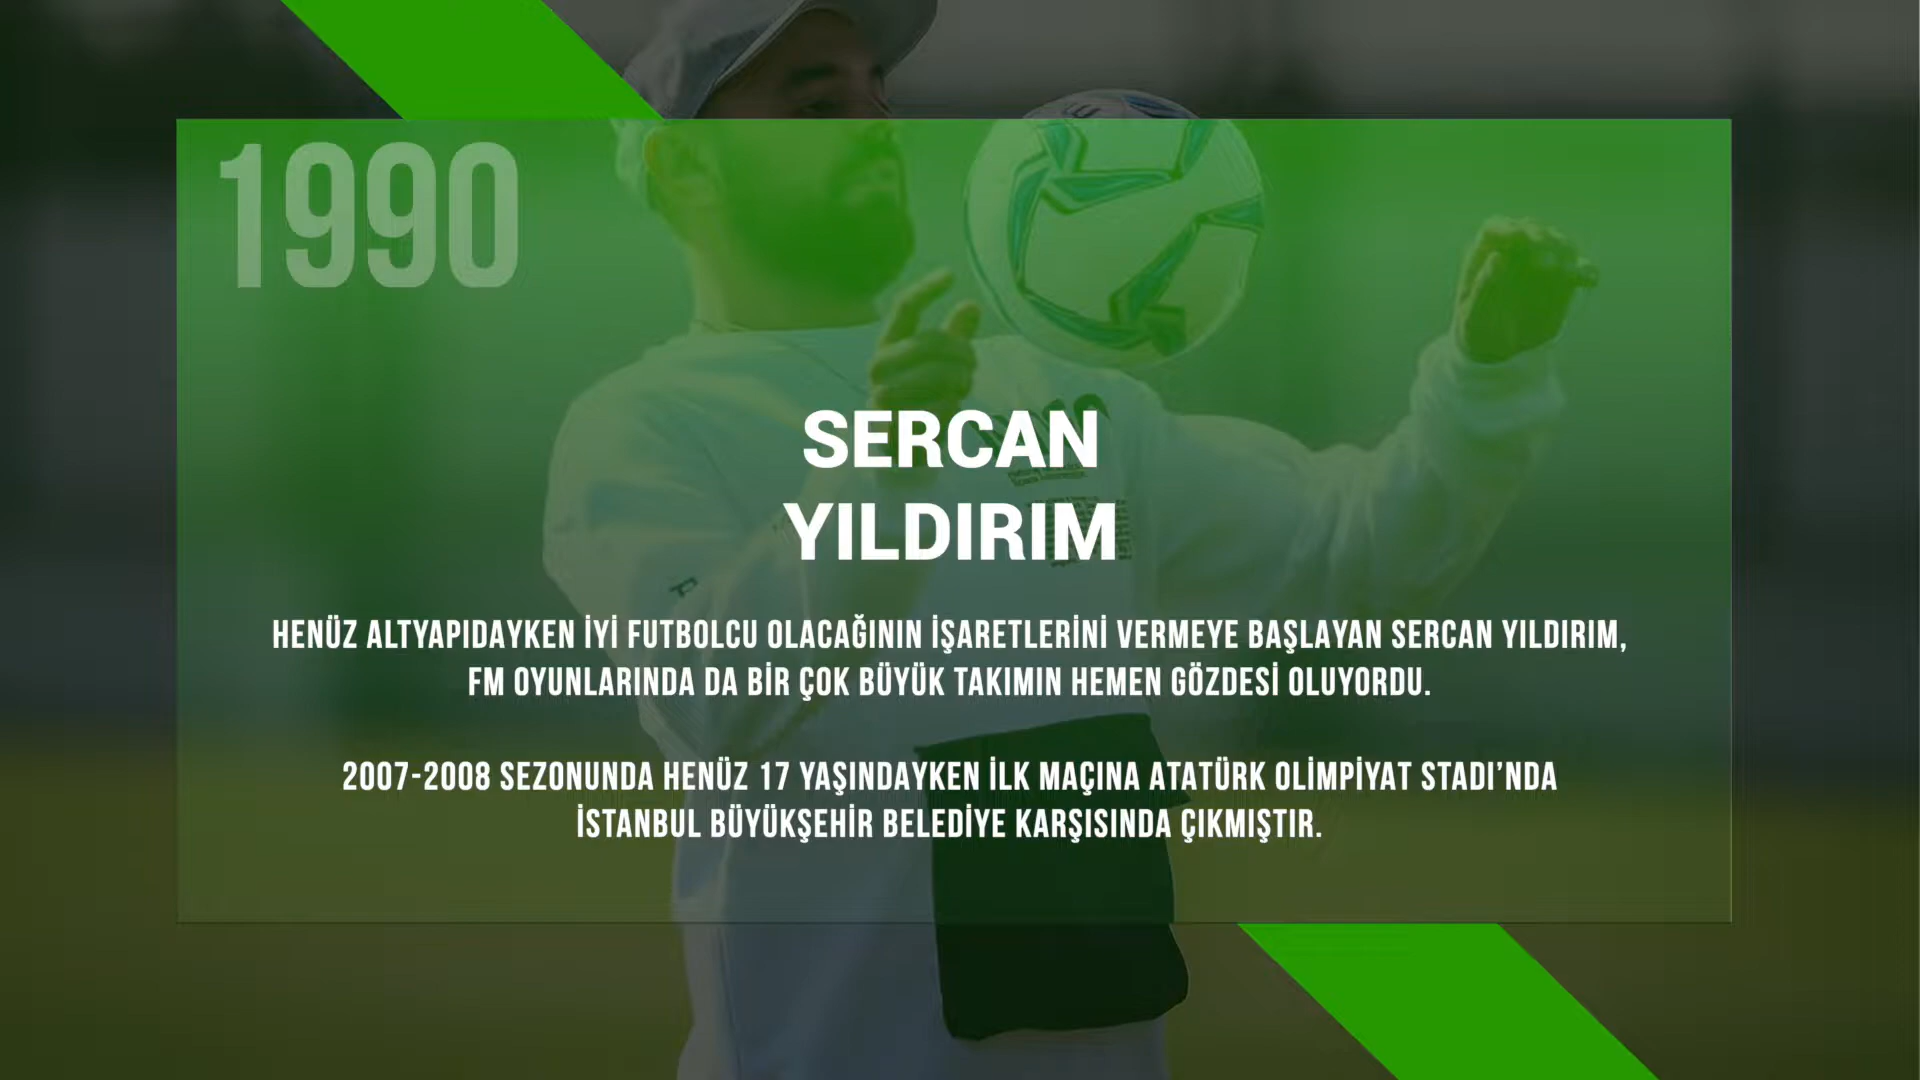 1990
SERCAN
YILDIRIM
HENÜZ ALTYAPIDAYKEN İYİ FUTBOLCU OLACAĞININ İŞARETLERİNİ VERMEYE BAŞLAYAN SERCAN YILDIRIM,
FM OYUNLARINDA DA BİR ÇOK BÜYÜK TAKIMIN HEMEN GÖZDESİ OLUYORDU.
2007-2008 SEZONUNDA HENÜZ 17 YAŞINDAYKEN İLK MAÇINA ATATÜRK OLİMPİYAT STADI’NDA
İSTANBUL BÜYÜKŞEHİR BELEDİYE KARŞISINDA ÇIKMIŞTIR.